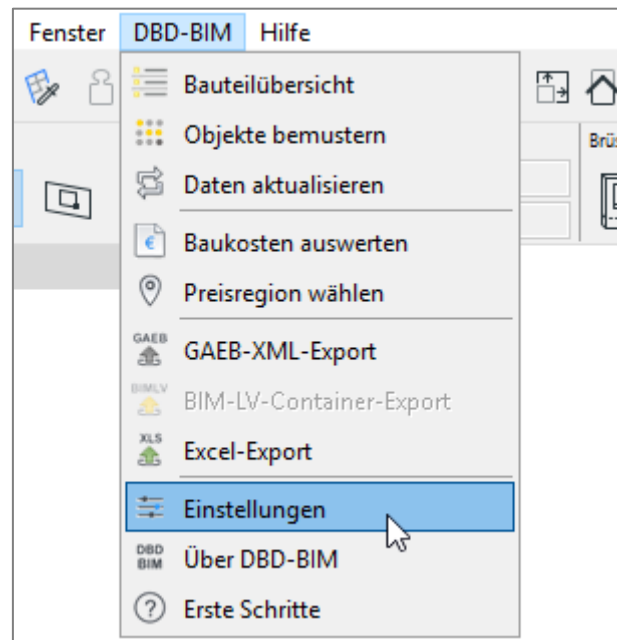 Fenster DBD-BIM Hilfe
Bauteilübersicht
Objekte bemustern
Daten aktualisieren
Brüs
€ Baukosten auswerten
Preisregion wählen
GAEB GAEB-XML-Export
BIMLV BIM-LV-Container-Export
XLS Excel-Export
Einstellungen
DBD BIM Über DBD-BIM
? Erste Schritte